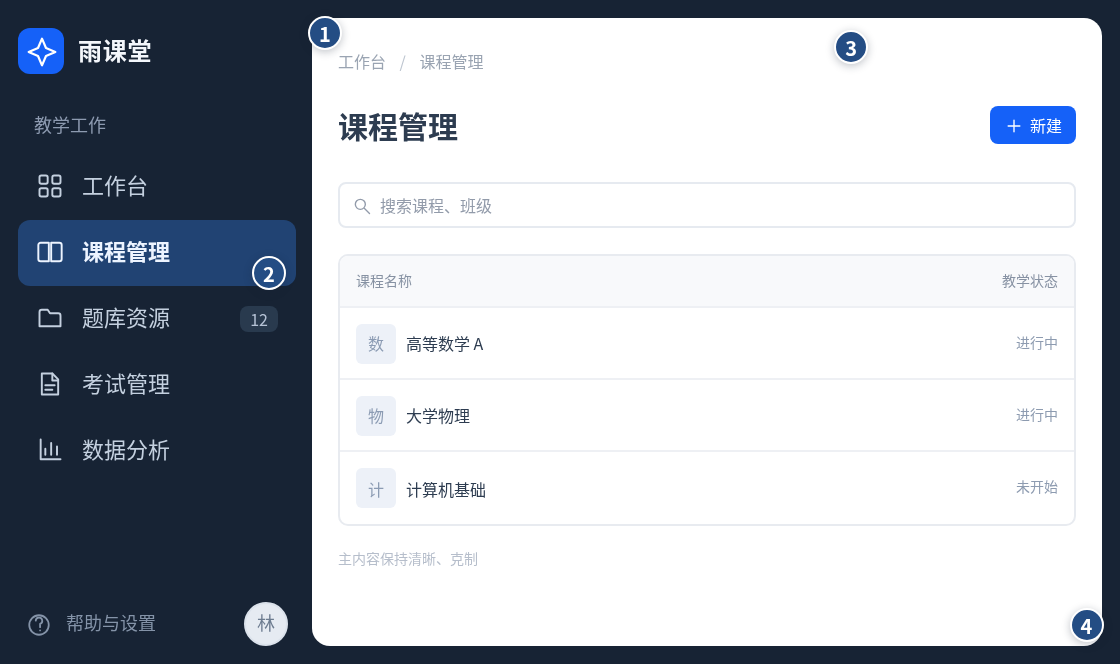 雨课堂
教学工作
工作台
课程管理
2
题库资源 12
考试管理
数据分析
帮助与设置 林
1
3
工作台 / 课程管理
课程管理
新建
搜索课程、班级
课程名称 教学状态
数 高等数学 A 进行中
物 大学物理 进行中
计 计算机基础 未开始
主内容保持清晰、克制
4